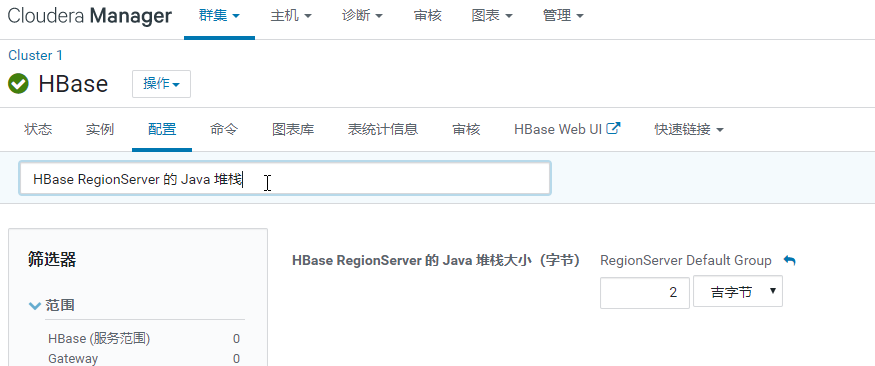 Cloudera Manager 群集 主机 诊断 审核 图表 管理
Cluster 1
HBase 操作
状态 实例 配置 命令 图表库 表统计信息 审核 HBase Web UI 快速链接
HBase RegionServer 的 Java 堆栈
筛选器
HBase RegionServer 的 Java 堆栈大小（字节） RegionServer Default Group
2 吉字节
范围
HBase (服务范围) 0
Gateway 0